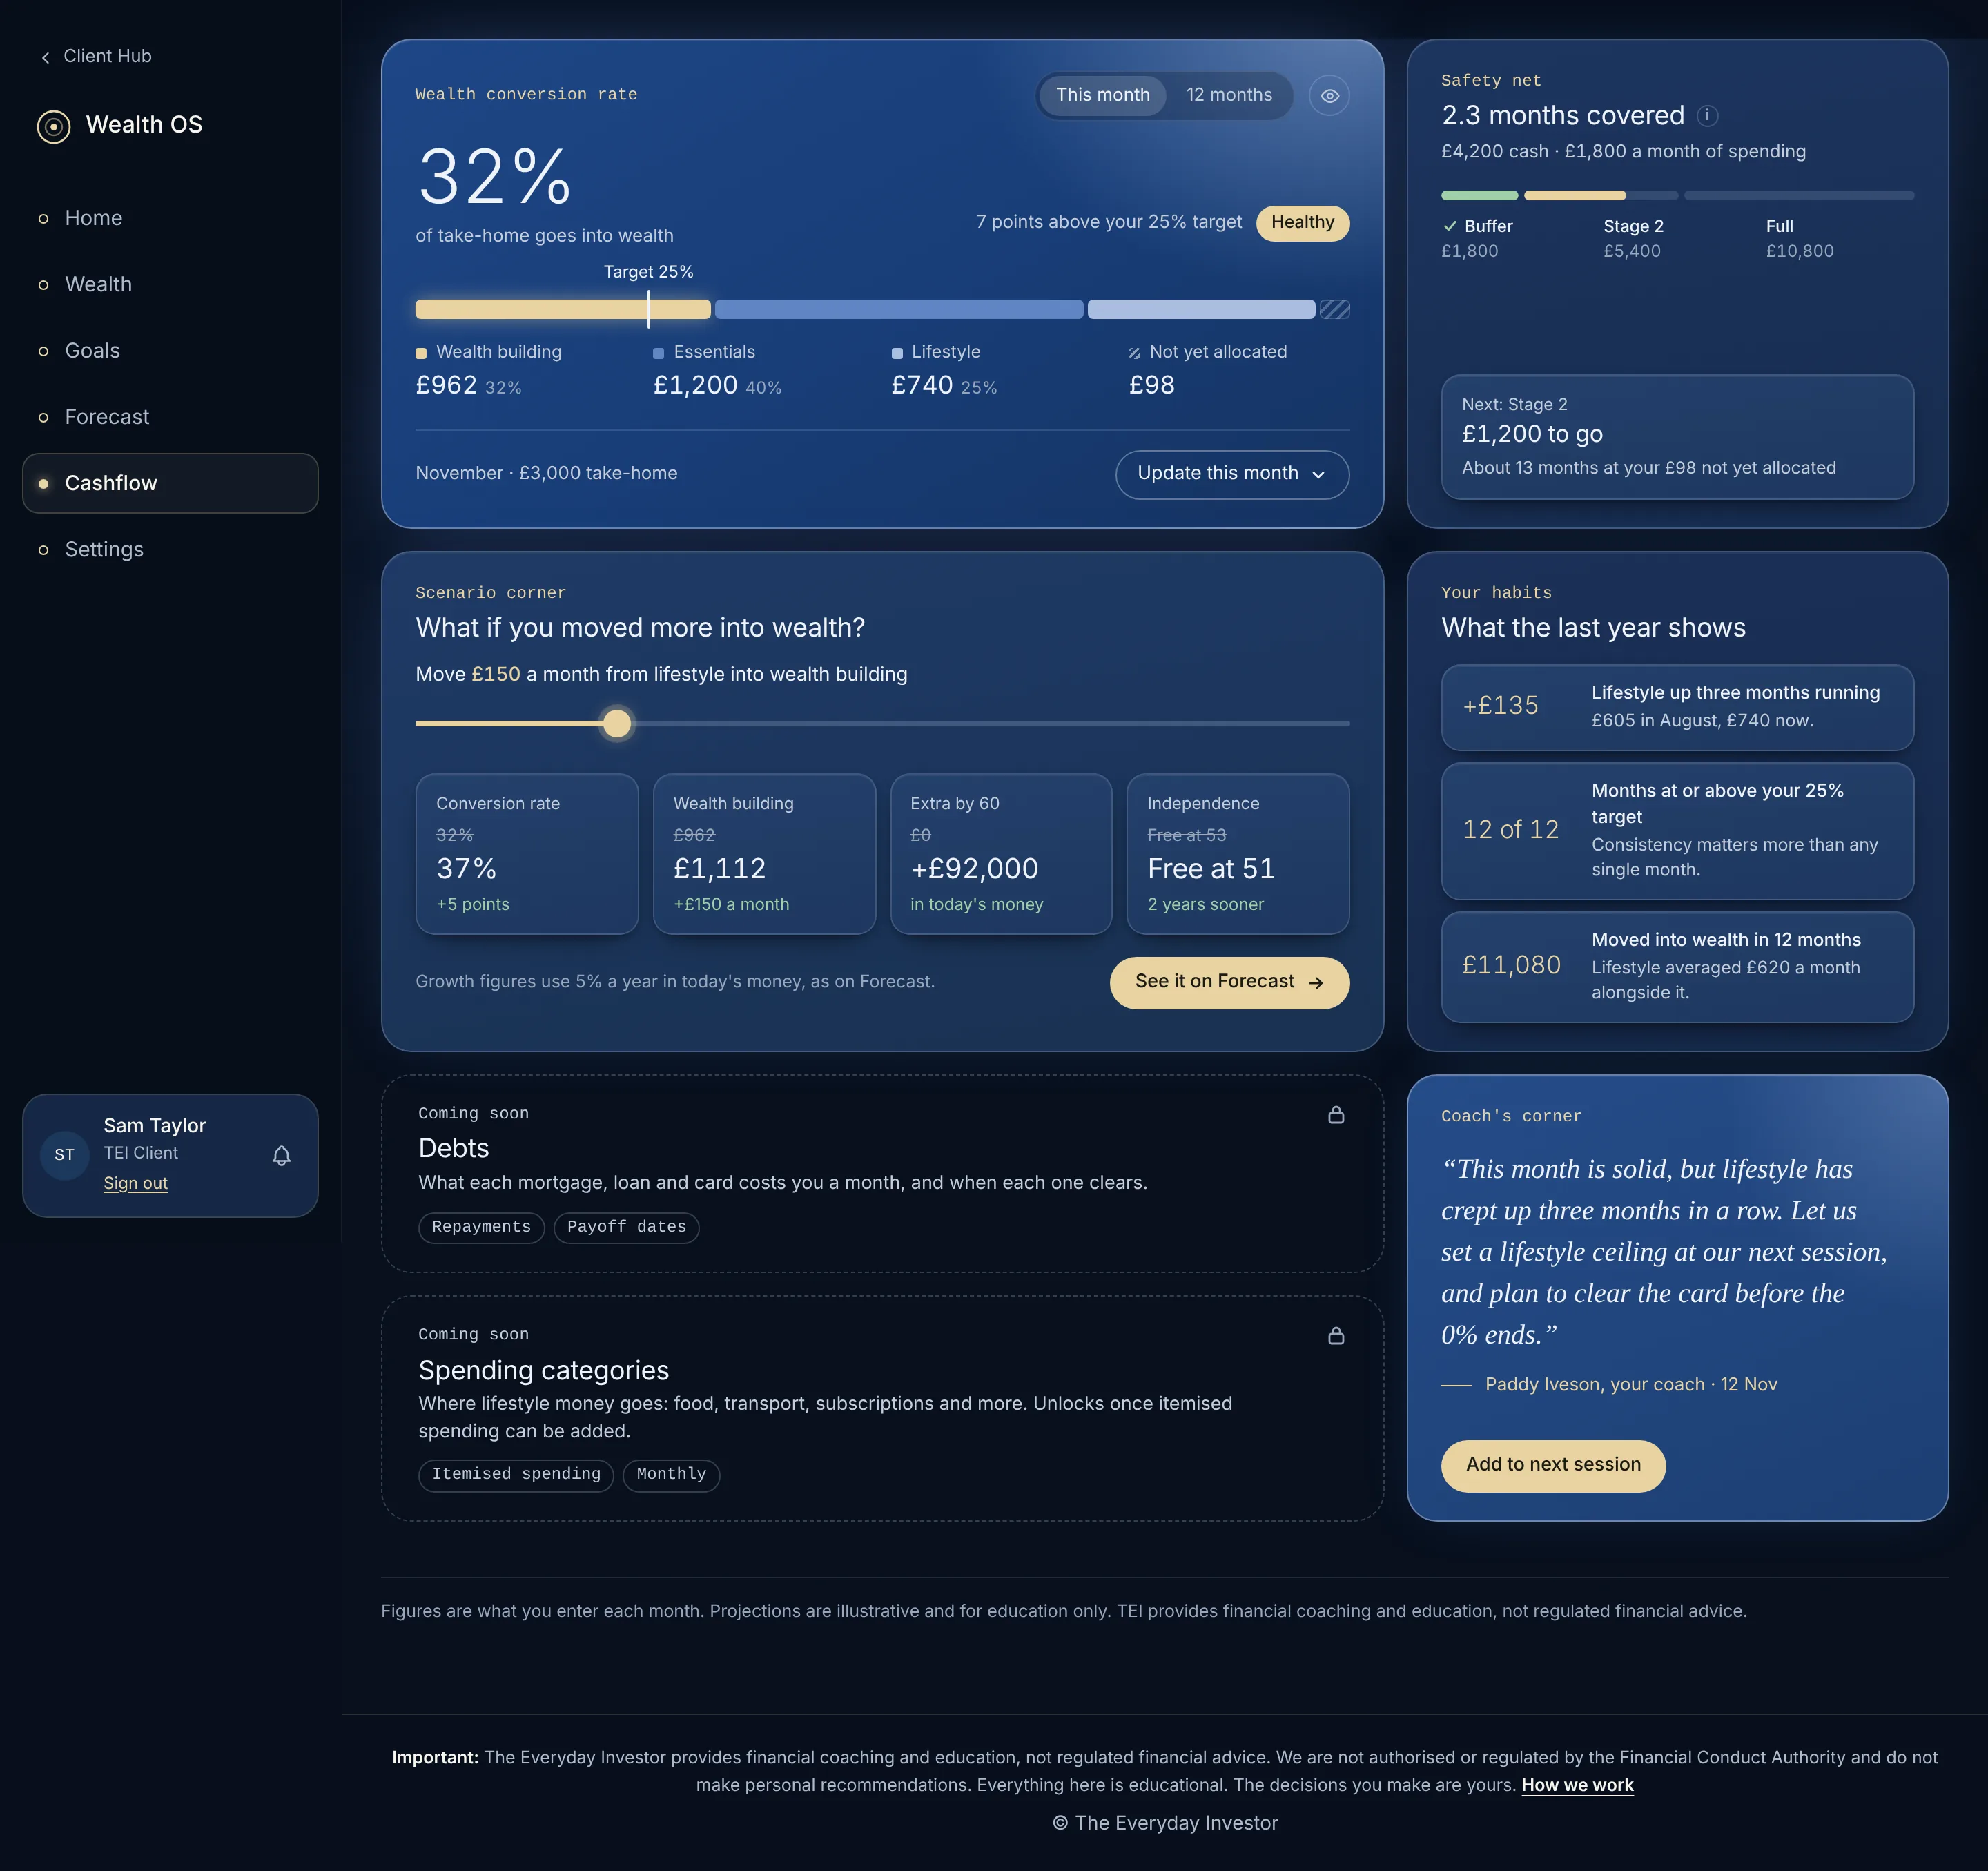 Client Hub
Wealth OS
Home
Wealth
Goals
Forecast
Cashflow
Settings
ST
Sam Taylor
TEI Client
Sign out
Wealth conversion rate
This month
12 months
32%
of take-home goes into wealth
7 points above your 25% target
Healthy
Target 25%
Wealth building
£962 32%
Essentials
£1,200 40%
Lifestyle
£740 25%
Not yet allocated
£98
November · £3,000 take-home
Update this month
Safety net
2.3 months covered
£4,200 cash · £1,800 a month of spending
Buffer
£1,800
Stage 2
£5,400
Full
£10,800
Next: Stage 2
£1,200 to go
About 13 months at your £98 not yet allocated
Scenario corner
What if you moved more into wealth?
Move £150 a month from lifestyle into wealth building
Conversion rate
32%
37%
+5 points
Wealth building
£962
£1,112
+£150 a month
Extra by 60
£0
+£92,000
in today's money
Independence
Free at 53
Free at 51
2 years sooner
Growth figures use 5% a year in today's money, as on Forecast.
See it on Forecast
Your habits
What the last year shows
+£135
Lifestyle up three months running
£605 in August, £740 now.
12 of 12
Months at or above your 25%
target
Consistency matters more than any
single month.
£11,080
Moved into wealth in 12 months
Lifestyle averaged £620 a month
alongside it.
Coming soon
Debts
What each mortgage, loan and card costs you a month, and when each one clears.
Repayments
Payoff dates
Coming soon
Spending categories
Where lifestyle money goes: food, transport, subscriptions and more. Unlocks once itemised
spending can be added.
Itemised spending
Monthly
Coach's corner
“This month is solid, but lifestyle has
crept up three months in a row. Let us
set a lifestyle ceiling at our next session,
and plan to clear the card before the
0% ends.”
Paddy Iveson, your coach · 12 Nov
Add to next session
Figures are what you enter each month. Projections are illustrative and for education only. TEI provides financial coaching and education, not regulated financial advice.
Important: The Everyday Investor provides financial coaching and education, not regulated financial advice. We are not authorised or regulated by the Financial Conduct Authority and do not
make personal recommendations. Everything here is educational. The decisions you make are yours. How we work
© The Everyday Investor